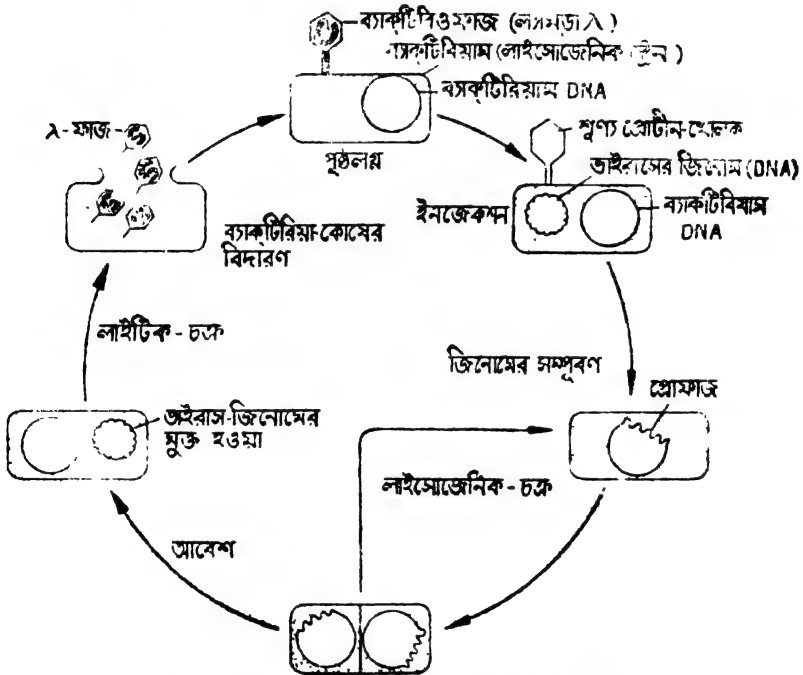 ব্যাকটিরিওফাজ (ল্যামডা λ)
ব্যাকটিরিয়াম (লাইসোজেনিক স্ট্রেন)
ব্যাকটিরিয়াম DNA
পৃষ্ঠলগ্ন
λ-ফাজ
শূণ্য প্রোটিন-খোলক
ভাইরাসের জিনোম (DNA)
ইনজেকশন
ব্যাকটিরিয়াম
DNA
ব্যাকটিরিয়া-কোষের
বিদারণ
লাইটিক-চক্র
জিনোমের সম্পূরণ
প্রোফাজ
ভাইরাস-জিনোমের
মুক্ত হওয়া
লাইসোজেনিক-চক্র
আবেশ